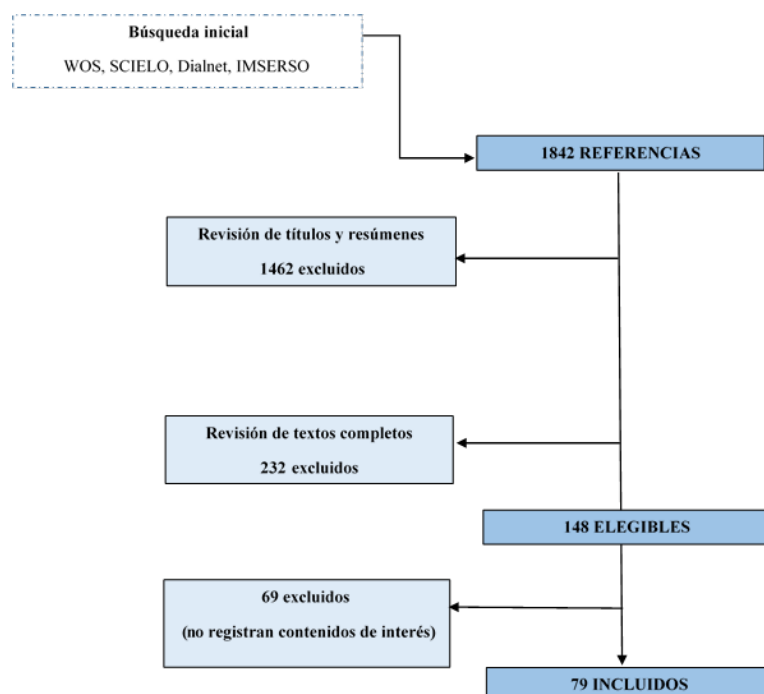 Búsqueda inicial
WOS, SCIELO, Dialnet, IMSERSO
1842 REFERENCIAS
Revisión de títulos y resúmenes
1462 excluidos
Revisión de textos completos
232 excluidos
148 ELEGIBLES
69 excluidos
(no registran contenidos de interés)
79 INCLUIDOS